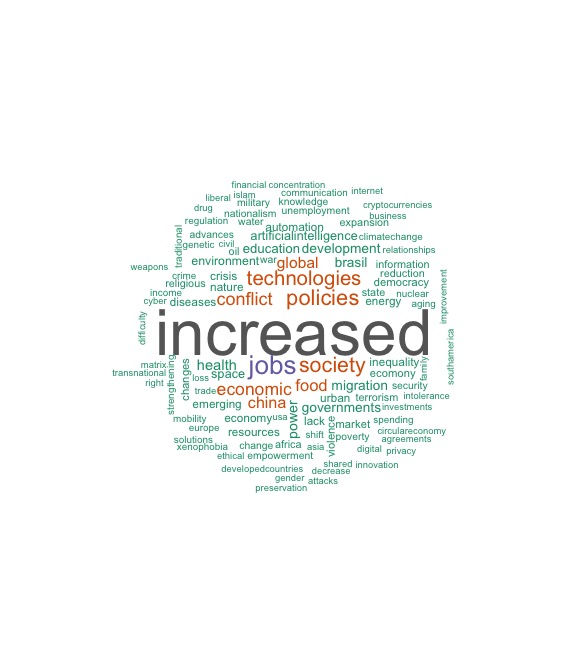 financial concentration
liberal islam communication internet
drug military knowledge cryptocurrencies
nationalism unemployment business
regulation water automation expansion
traditional advances artificialintelligence climatechange
genetic civil oil education development relationships
weapons environment war global brasil information
crime crisis technologies reduction
religious nature democracy
income state nuclear
cyber diseases conflict policies energy aging
improvement
difficulty
increased
southamerica
matrix changes health jobs society inequality family
transnational loss space economy
right strengthening trade economic food migration security
emerging china urban terrorism intolerance
power governments investments
mobility economy usa lack violence market spending
europe resources shift poverty circulareconomy
solutions agreements
xenophobia change africa asia digital privacy
ethical empowerment
developedcountries shared innovation
decrease
gender attacks
preservation